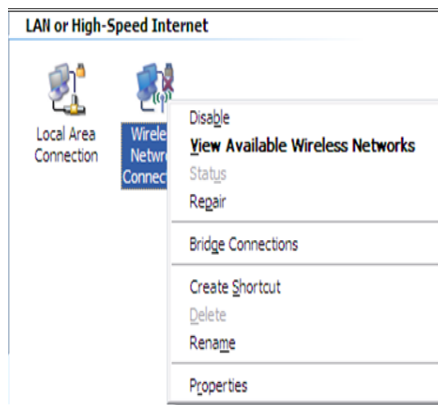 LAN or High-Speed Internet
Local Area
Connection
Disable
View Available Wireless Networks
Status
Repair
Bridge Connections
Create Shortcut
Delete
Rename
Properties